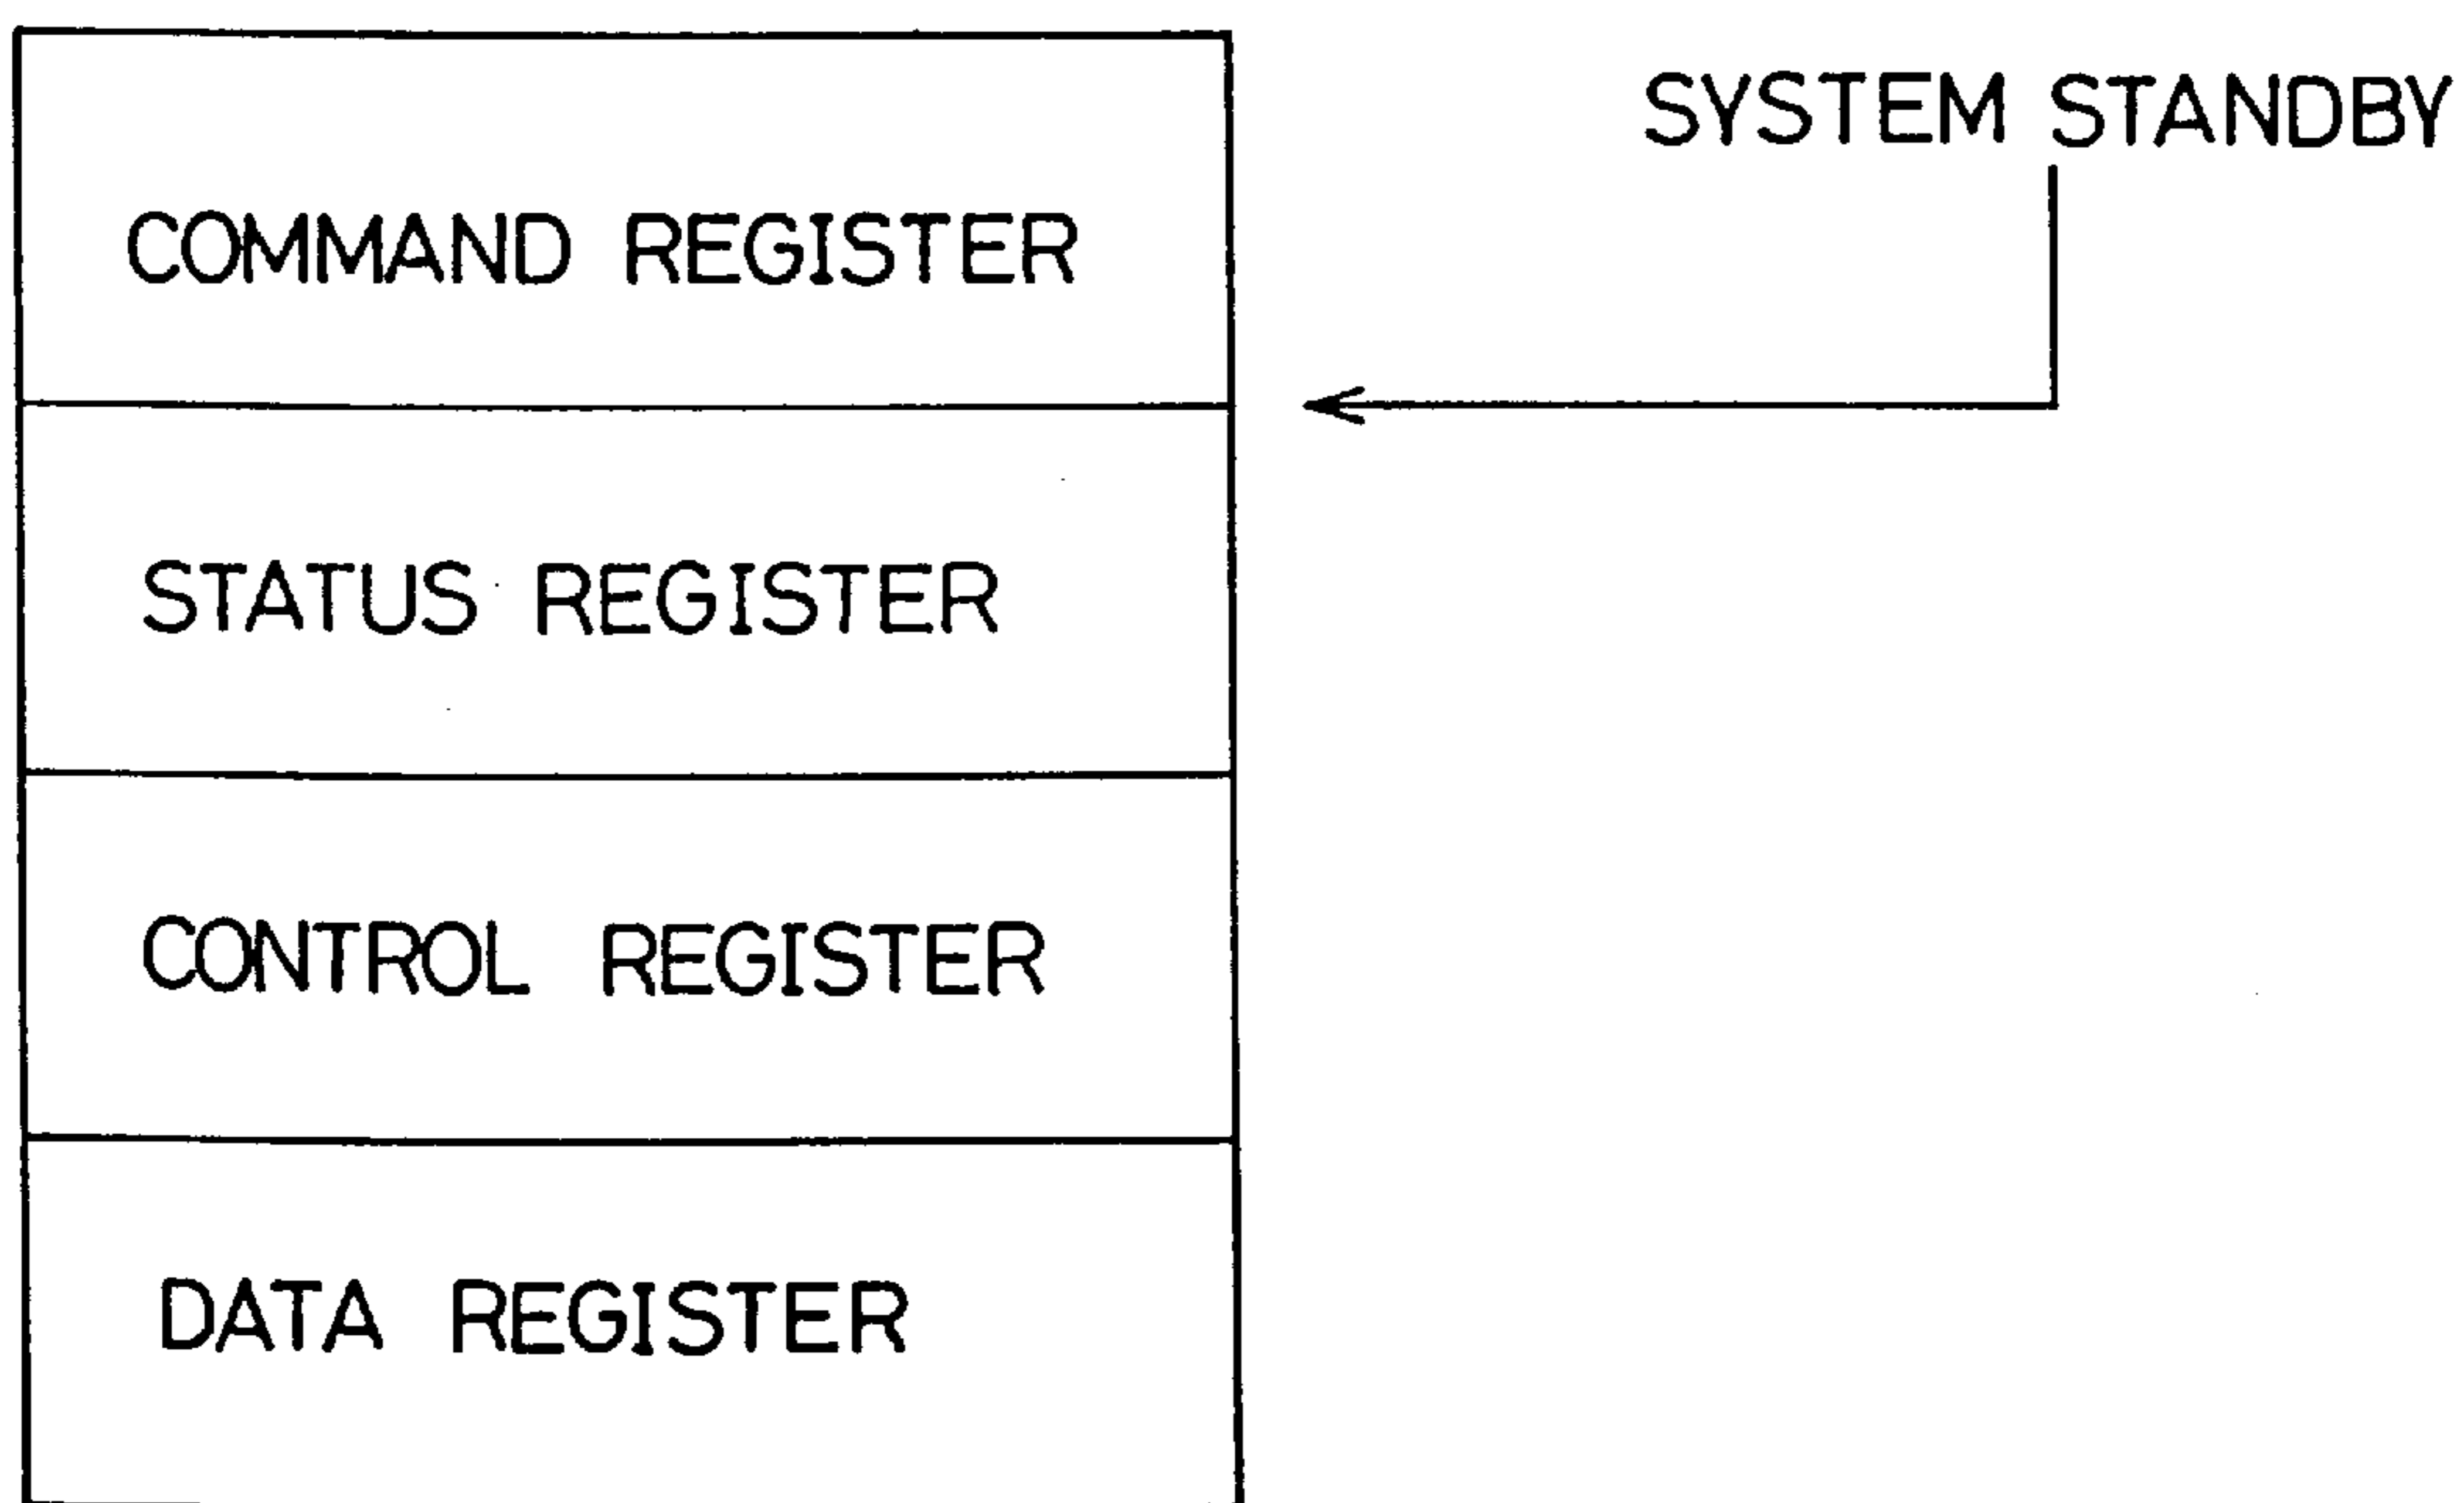 SYSTEM STANDBY
COMMAND REGISTER
STATUS REGISTER
CONTROL REGISTER
DATA REGISTER